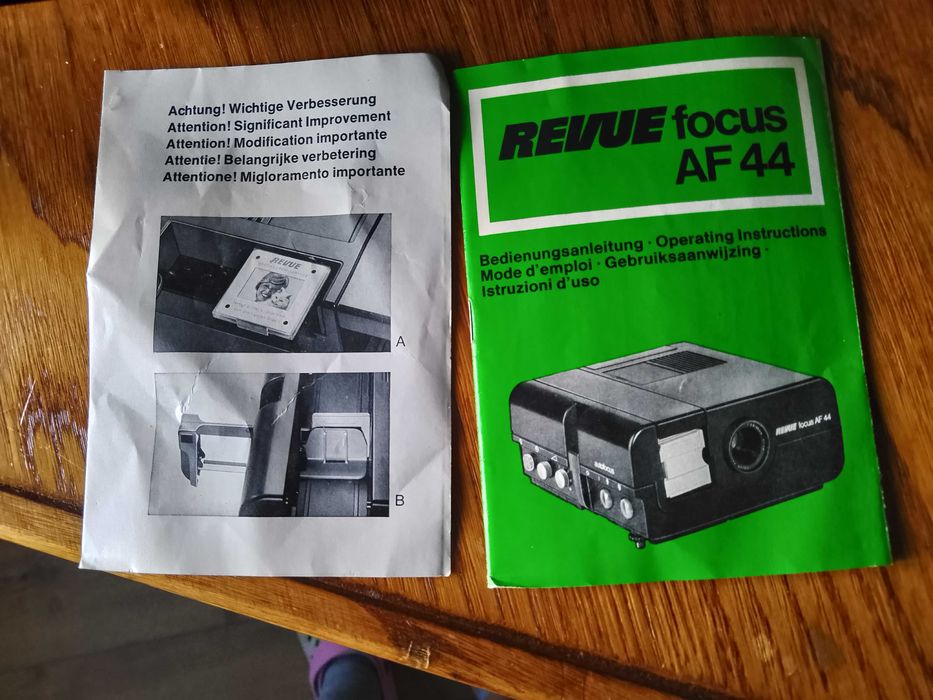 Achtung! Wichtige Verbesserung
Attention! Significant Improvement
Attention! Modification importante
Attentie! Belangrijke verbetering
Attentione! Migloramento importante
REVUE
A
B
REVUE focus
AF 44
Bedienungsanleitung · Operating Instructions
Mode d'emploi · Gebruiksaanwijzing ·
Istruzioni d'uso
REVUE focus AF 44
autofocus